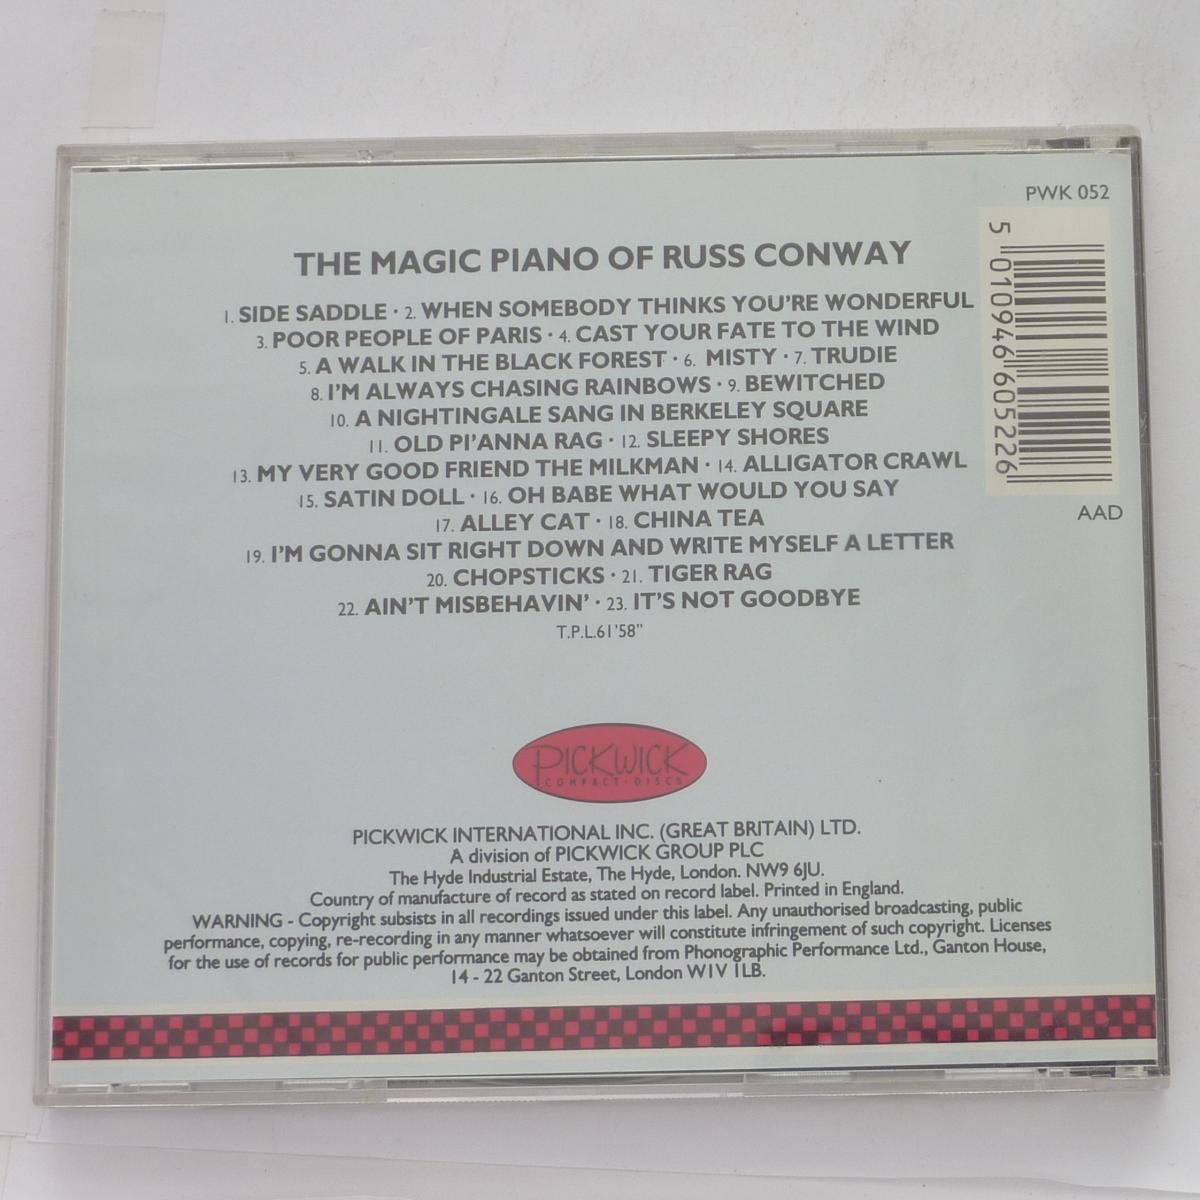 PWK 052
THE MAGIC PIANO OF RUSS CONWAY
1. SIDE SADDLE · 2. WHEN SOMEBODY THINKS YOU'RE WONDERFUL
3. POOR PEOPLE OF PARIS · 4. CAST YOUR FATE TO THE WIND
5. A WALK IN THE BLACK FOREST · 6. MISTY · 7. TRUDIE
8. I'M ALWAYS CHASING RAINBOWS · 9. BEWITCHED
10. A NIGHTINGALE SANG IN BERKELEY SQUARE
11. OLD PI'ANNA RAG · 12. SLEEPY SHORES
13. MY VERY GOOD FRIEND THE MILKMAN · 14. ALLIGATOR CRAWL
15. SATIN DOLL · 16. OH BABE WHAT WOULD YOU SAY
17. ALLEY CAT · 18. CHINA TEA
19. I'M GONNA SIT RIGHT DOWN AND WRITE MYSELF A LETTER
20. CHOPSTICKS · 21. TIGER RAG
22. AIN'T MISBEHAVIN' · 23. IT'S NOT GOODBYE
T.P.L.61'58"
5 010946 605226
AAD
PICKWICK
COMPACT·DISCS
PICKWICK INTERNATIONAL INC. (GREAT BRITAIN) LTD.
A division of PICKWICK GROUP PLC
The Hyde Industrial Estate, The Hyde, London. NW9 6JU.
Country of manufacture of record as stated on record label. Printed in England.
WARNING - Copyright subsists in all recordings issued under this label. Any unauthorised broadcasting, public
performance, copying, re-recording in any manner whatsoever will constitute infringement of such copyright. Licenses
for the use of records for public performance may be obtained from Phonographic Performance Ltd., Ganton House,
14 - 22 Ganton Street, London W1V 1LB.